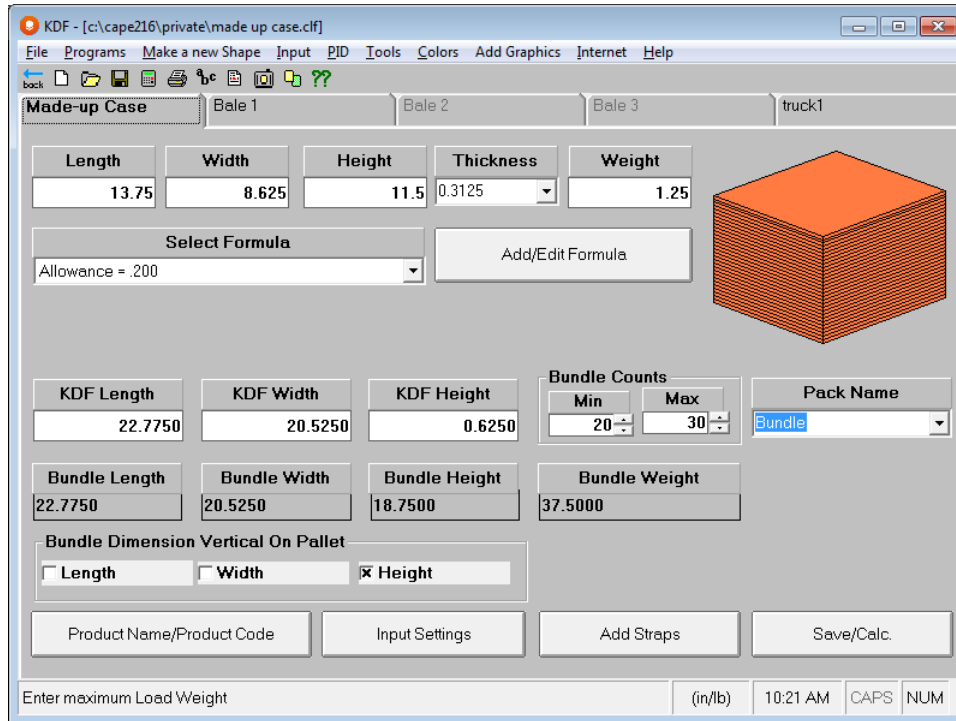 KDF - [c:\cape216\private\made up case.clf]
File Programs Make a new Shape Input PID Tools Colors Add Graphics Internet Help
back abc ??
Made-up Case Bale 1 Bale 2 Bale 3 truck1
Length Width Height Thickness Weight
13.75 8.625 11.5 0.3125 1.25
Select Formula
Allowance = .200
Add/Edit Formula
Bundle Counts
KDF Length KDF Width KDF Height Min Max Pack Name
22.7750 20.5250 0.6250 20 30 Bundle
Bundle Length Bundle Width Bundle Height Bundle Weight
22.7750 20.5250 18.7500 37.5000
Bundle Dimension Vertical On Pallet
Length Width Height
Product Name/Product Code Input Settings Add Straps Save/Calc.
Enter maximum Load Weight (in/lb) 10:21 AM CAPS NUM